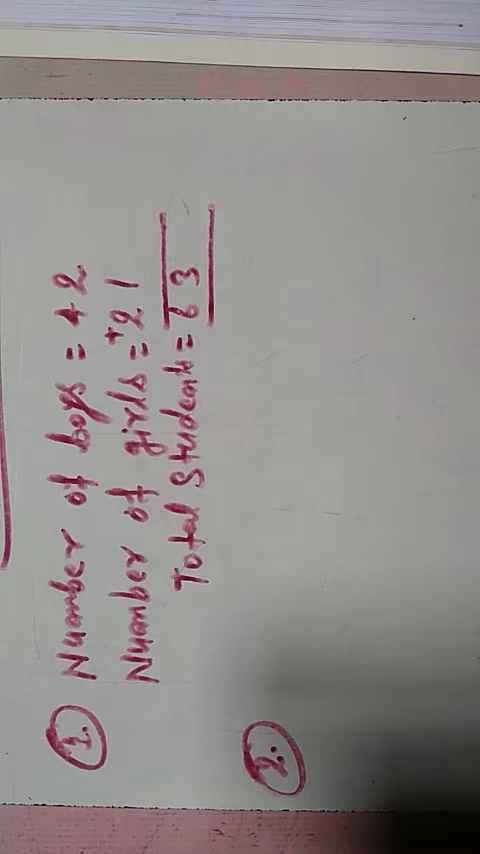 1. Number of boys = 42
Number of girls = +21
Total Students = 63
2.